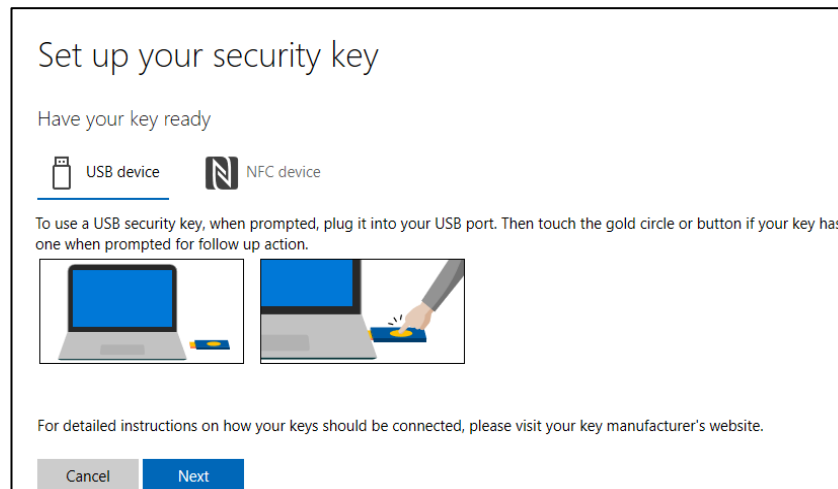 Set up your security key
Have your key ready
USB device NFC device
To use a USB security key, when prompted, plug it into your USB port. Then touch the gold circle or button if your key has
one when prompted for follow up action.
For detailed instructions on how your keys should be connected, please visit your key manufacturer's website.
Cancel Next